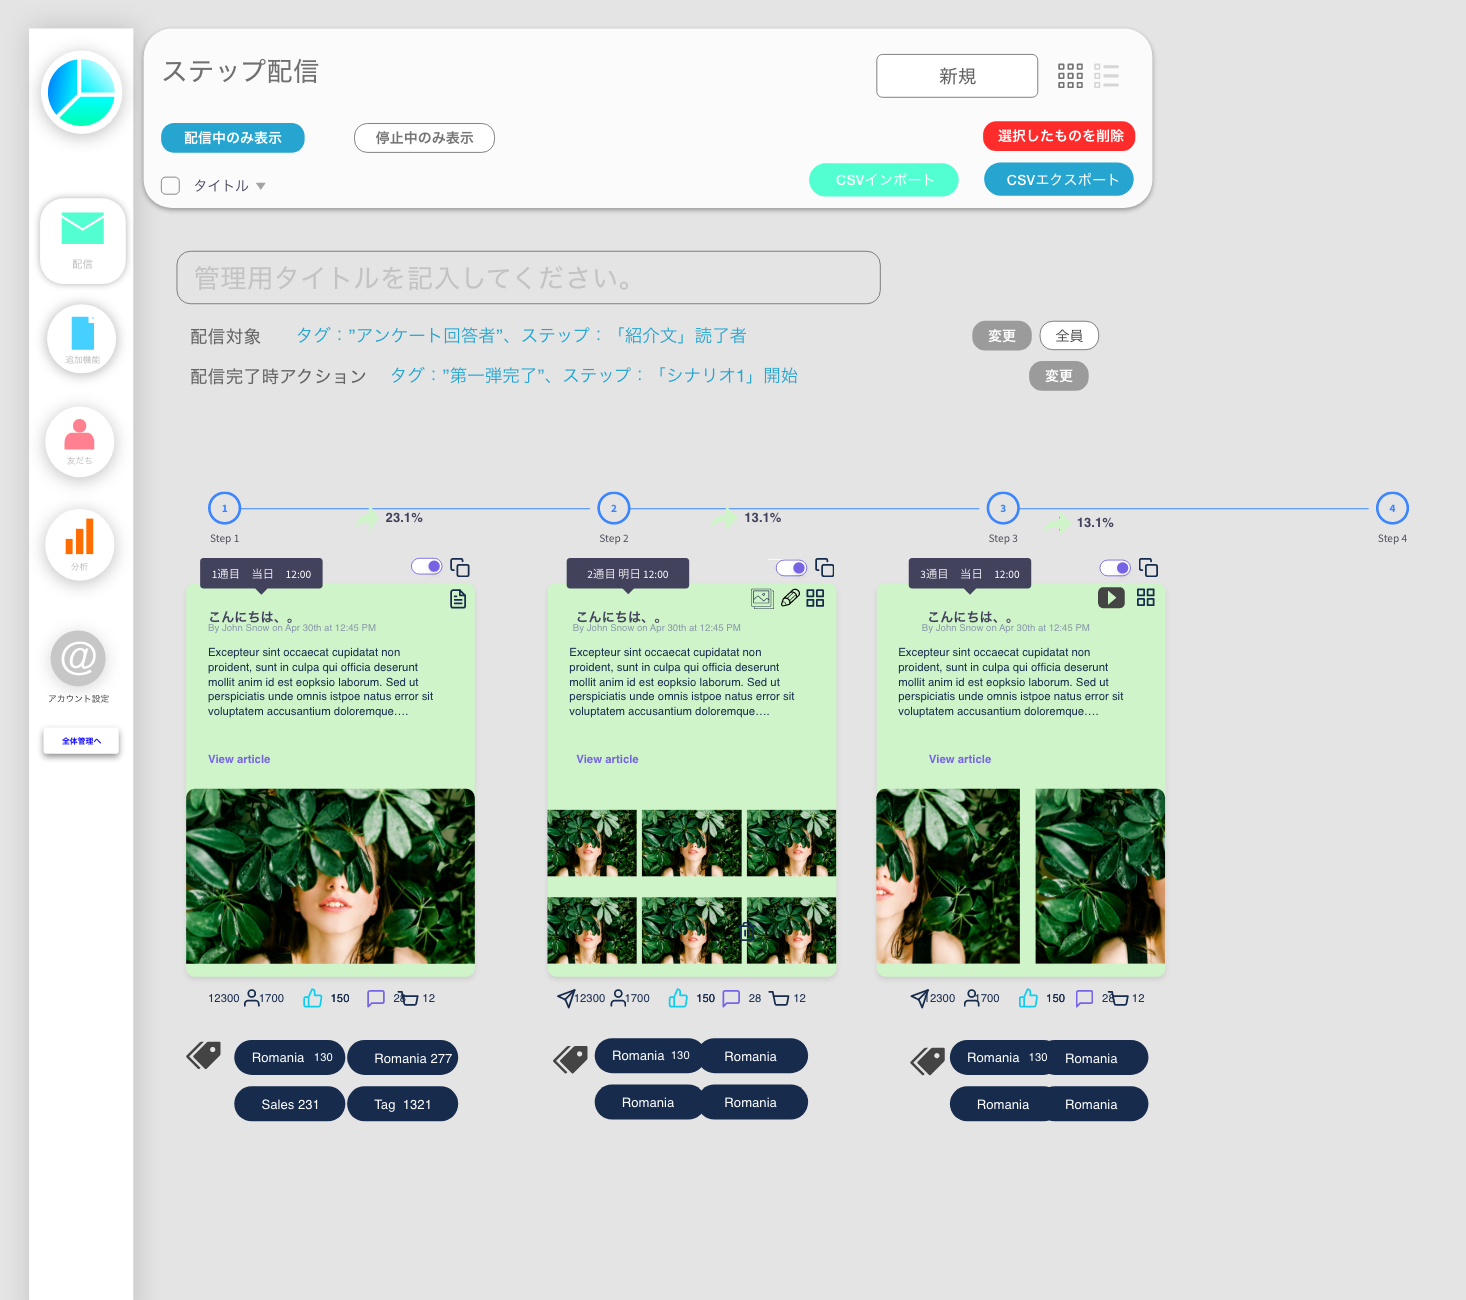 ステップ配信
新規
配信中のみ表示
停止中のみ表示
選択したものを削除
タイトル
CSVインポート
CSVエクスポート
配信
追加機能
友だち
分析
@
アカウント設定
全体管理へ
管理用タイトルを記入してください。
配信対象
タグ：”アンケート回答者”、ステップ：「紹介文」読了者
変更
全員
配信完了時アクション
タグ：”第一弾完了”、ステップ：「シナリオ1」開始
変更
1
23.1%
2
13.1%
3
13.1%
4
Step 1
Step 2
Step 3
Step 4
1通目 当日 12:00
こんにちは、。
By John Snow on Apr 30th at 12:45 PM
Excepteur sint occaecat cupidatat non
proident, sunt in culpa qui officia deserunt
mollit anim id est eopksio laborum. Sed ut
perspiciatis unde omnis istpoe natus error sit
voluptatem accusantium doloremque....
View article
12300
1700
150
28
12
Romania 130
Romania 277
Sales 231
Tag 1321
2通目 明日 12:00
こんにちは、。
By John Snow on Apr 30th at 12:45 PM
Excepteur sint occaecat cupidatat non
proident, sunt in culpa qui officia deserunt
mollit anim id est eopksio laborum. Sed ut
perspiciatis unde omnis istpoe natus error sit
voluptatem accusantium doloremque....
View article
12300
1700
150
28
12
Romania 130
Romania
Romania
Romania
3通目 当日 12:00
こんにちは、。
By John Snow on Apr 30th at 12:45 PM
Excepteur sint occaecat cupidatat non
proident, sunt in culpa qui officia deserunt
mollit anim id est eopksio laborum. Sed ut
perspiciatis unde omnis istpoe natus error sit
voluptatem accusantium doloremque....
View article
12300
1700
150
28
12
Romania 130
Romania
Romania
Romania